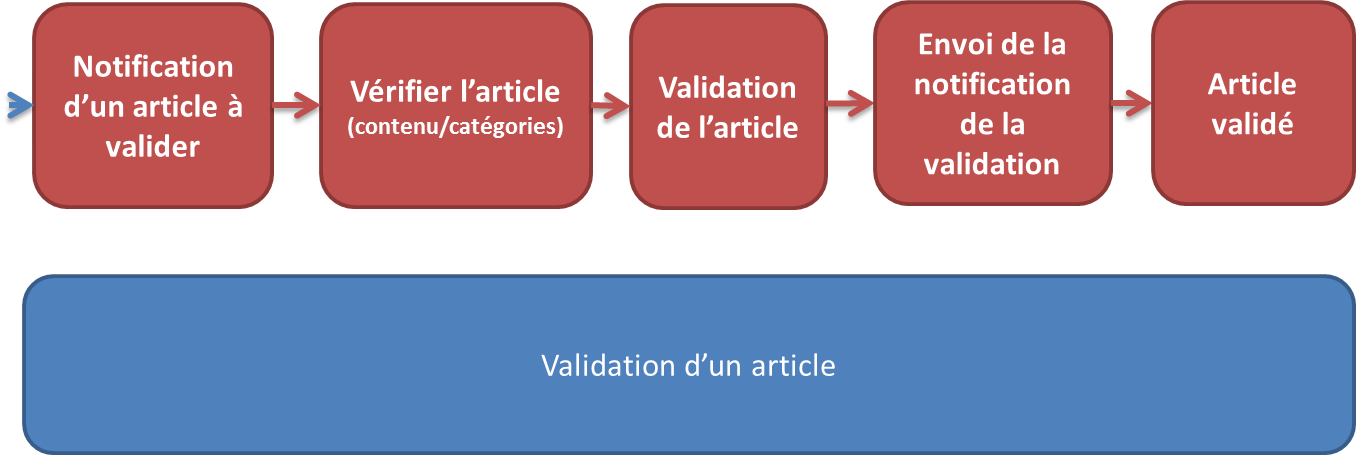 Notification
d’un article à
valider
Vérifier l’article
(contenu/catégories)
Validation
de l’article
Envoi de la
notification
de la
validation
Article
validé
Validation d’un article